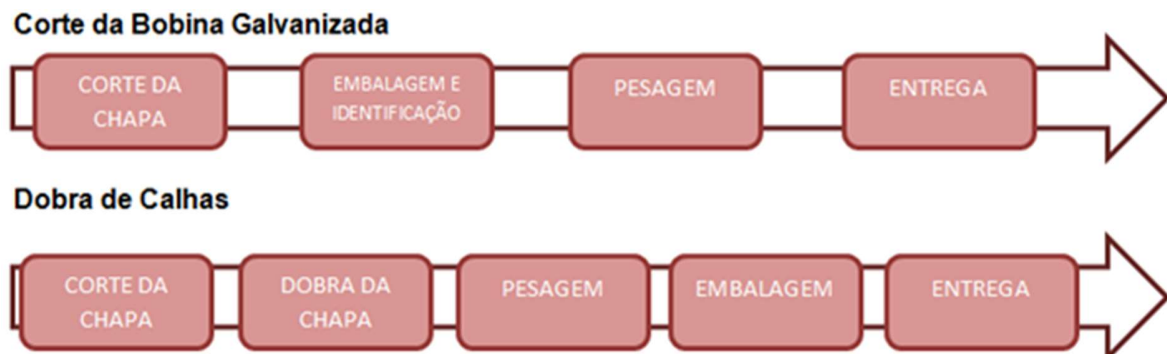 Corte da Bobina Galvanizada
CORTE DA
CHAPA
EMBALAGEM E
IDENTIFICAÇÃO
PESAGEM
ENTREGA
Dobra de Calhas
CORTE DA
CHAPA
DOBRA DA
CHAPA
PESAGEM
EMBALAGEM
ENTREGA